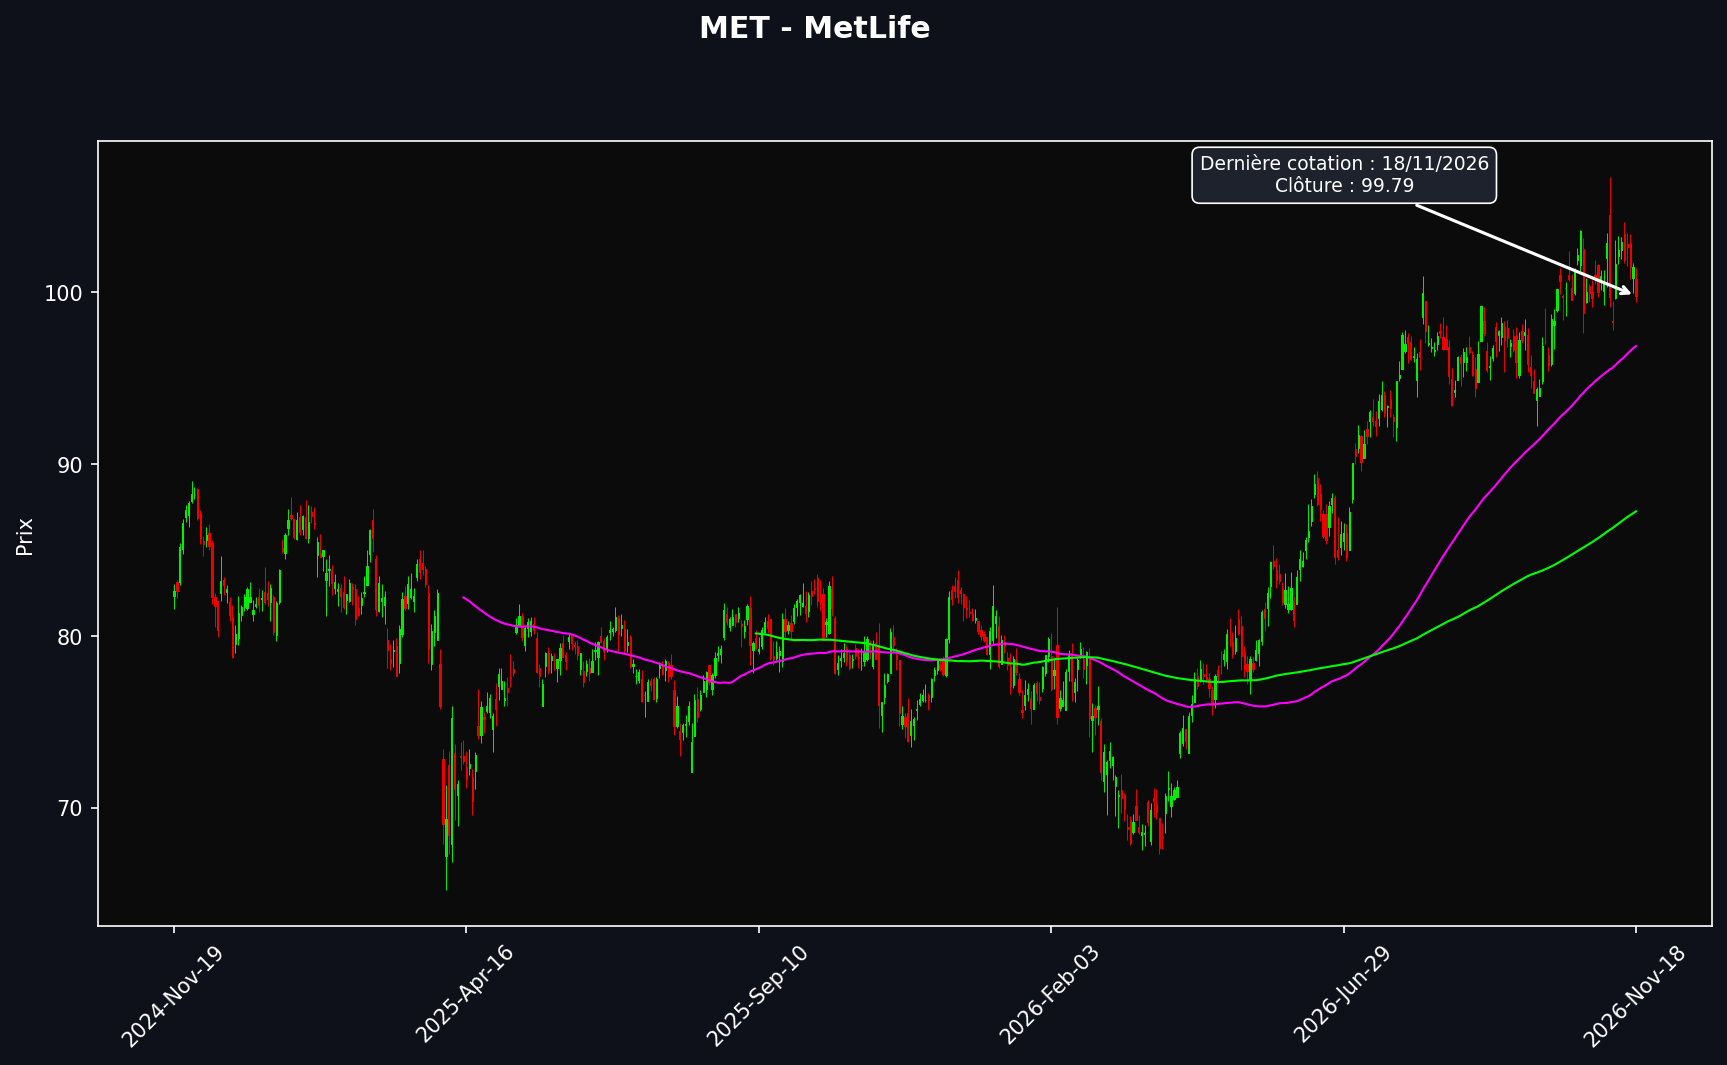 MET - MetLife
Dernière cotation : 18/11/2026
Clôture : 99.79
Prix
100
90
80
70
2024-Nov-19
2025-Apr-16
2025-Sep-10
2026-Feb-03
2026-Jun-29
2026-Nov-18